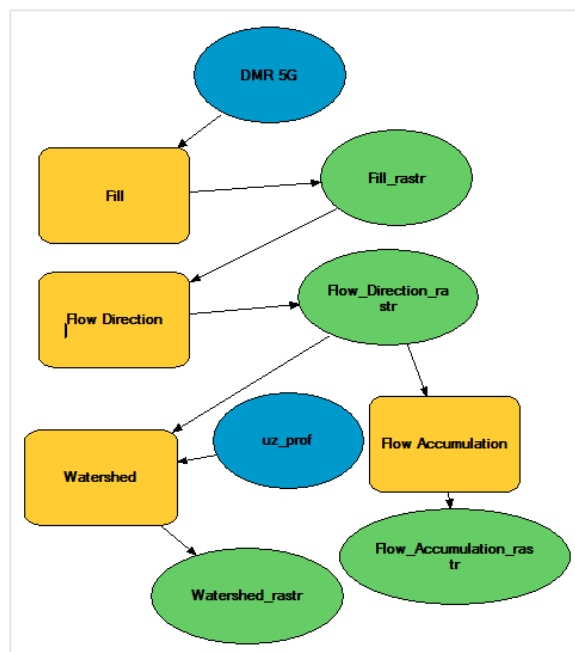 DMR 5G
Fill
Fill_rastr
Flow Direction
Flow_Direction_ra
str
uz_prof
Flow Accumulation
Watershed
Flow_Accumulation_ras
tr
Watershed_rastr